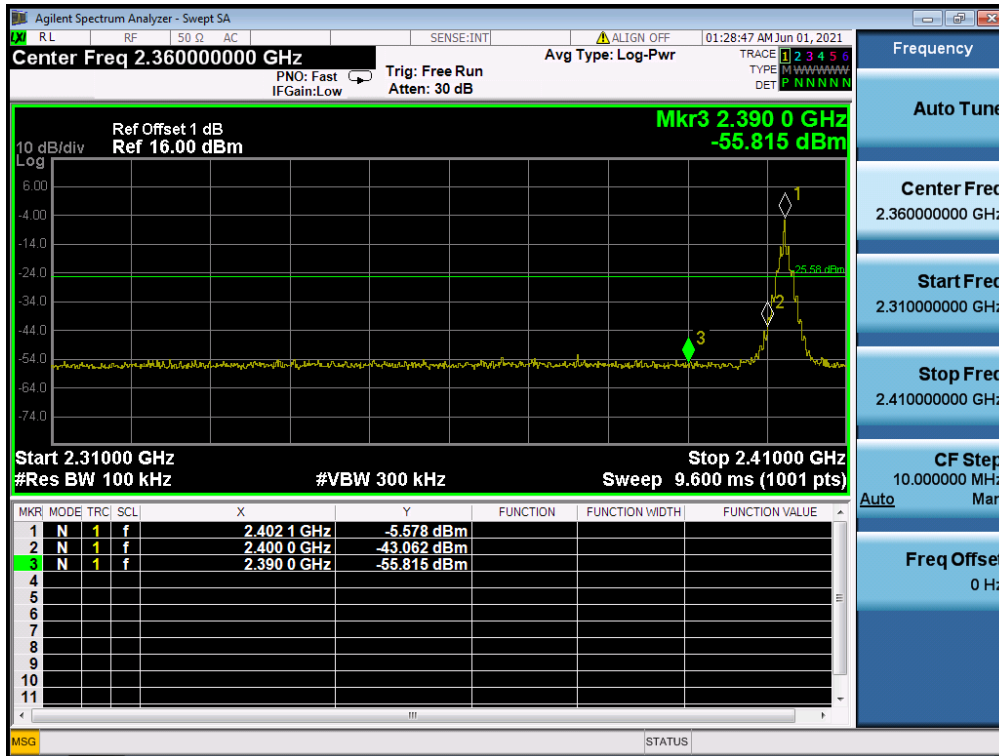 Agilent Spectrum Analyzer - Swept SA
LXI RL RF 50 Ω AC SENSE:INT ALIGN OFF 01:28:47 AM Jun 01, 2021
Center Freq 2.360000000 GHz
PNO: Fast
IFGain:Low
Trig: Free Run
Atten: 30 dB
Avg Type: Log-Pwr
TRACE 1 2 3 4 5 6
TYPE M WWWWW
DET P N N N N N
Mkr3 2.390 0 GHz
-55.815 dBm
Ref Offset 1 dB
10 dB/div Ref 16.00 dBm
Log
6.00
-4.00
-14.0
-24.0
-34.0
-44.0
-54.0
-64.0
-74.0
1
-25.58 dBm
2
3
Start 2.31000 GHz Stop 2.41000 GHz
#Res BW 100 kHz #VBW 300 kHz Sweep 9.600 ms (1001 pts)
MKR MODE TRC SCL X Y FUNCTION FUNCTION WIDTH FUNCTION VALUE
1 N 1 f 2.402 1 GHz -5.578 dBm
2 N 1 f 2.400 0 GHz -43.062 dBm
3 N 1 f 2.390 0 GHz -55.815 dBm
4
5
6
7
8
9
10
11
MSG STATUS
Frequency
Auto Tune
Center Freq
2.360000000 GHz
Start Freq
2.310000000 GHz
Stop Freq
2.410000000 GHz
CF Step
10.000000 MHz
Auto Man
Freq Offset
0 Hz